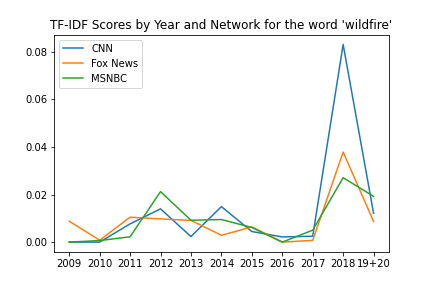 TF-IDF Scores by Year and Network for the word 'wildfire'
CNN
Fox News
MSNBC
0.08
0.06
0.04
0.02
0.00
2009 2010 2011 2012 2013 2014 2015 2016 2017 2018 19+20